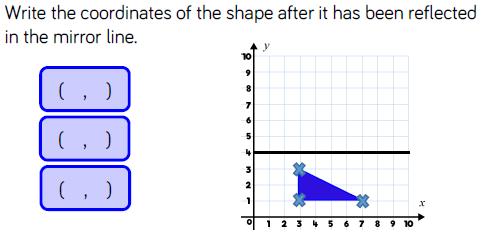 Write the coordinates of the shape after it has been reflected
in the mirror line.
( , )
( , )
( , )
y
10
9
8
7
6
5
4
3
2
1
0 1 2 3 4 5 6 7 8 9 10
x